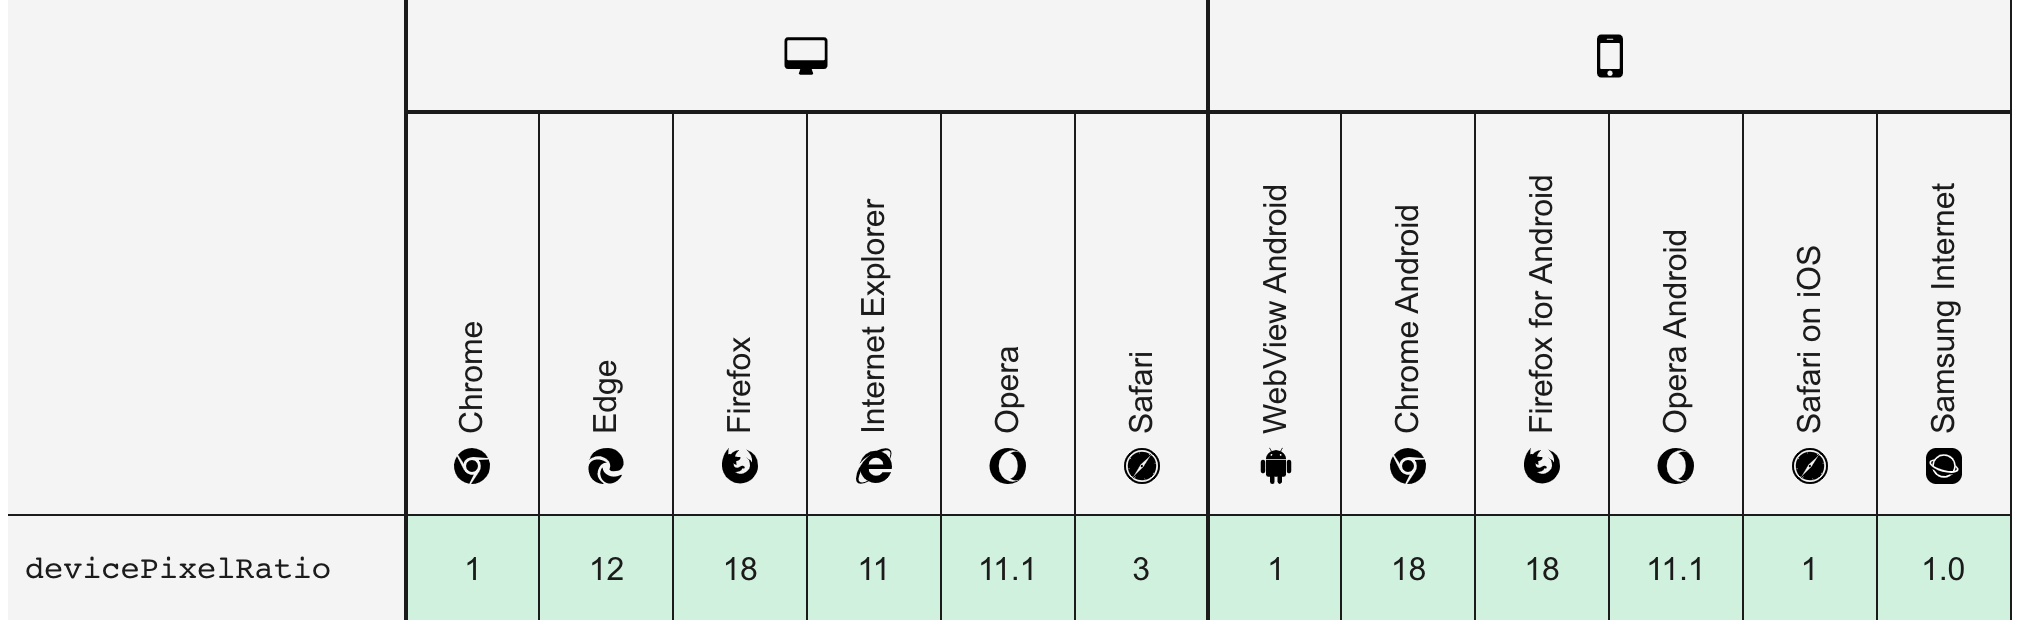 Chrome
Edge
Firefox
Internet Explorer
Opera
Safari
WebView Android
Chrome Android
Firefox for Android
Opera Android
Safari on iOS
Samsung Internet
devicePixelRatio 1 12 18 11 11.1 3 1 18 18 11.1 1 1.0